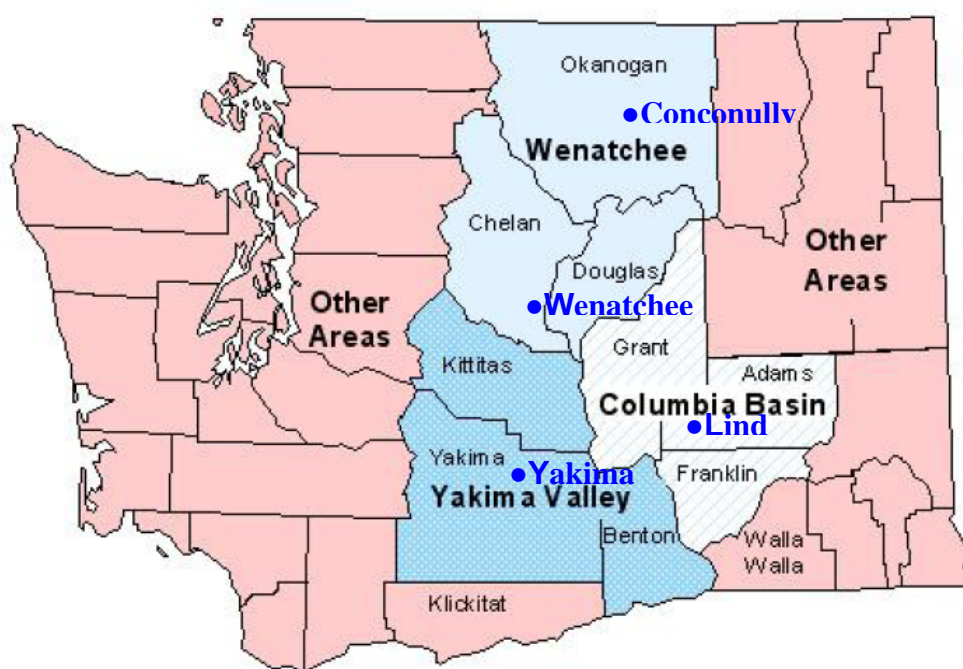 Okanogan
●Conconully
Wenatchee
Chelan
Other
Areas
Douglas
●Wenatchee
Other
Areas
Grant
Kittitas
Adams
Columbia Basin
●Lind
Yakima
●Yakima
Franklin
Yakima Valley
Benton
Walla
Walla
Klickitat